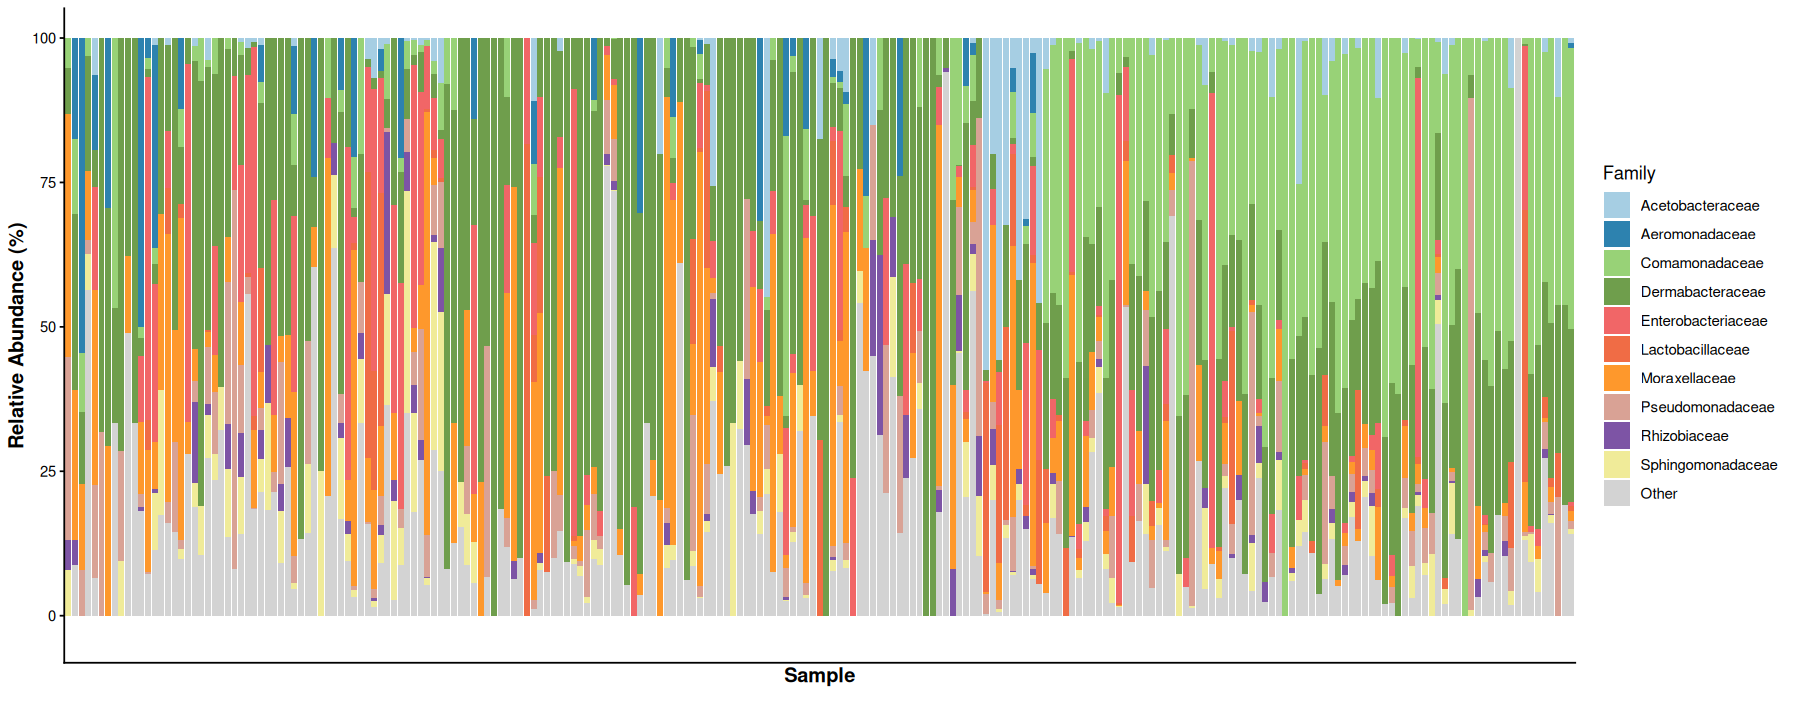 Relative Abundance (%)
100
75
50
25
0
Sample
Family
Acetobacteraceae
Aeromonadaceae
Comamonadaceae
Dermabacteraceae
Enterobacteriaceae
Lactobacillaceae
Moraxellaceae
Pseudomonadaceae
Rhizobiaceae
Sphingomonadaceae
Other